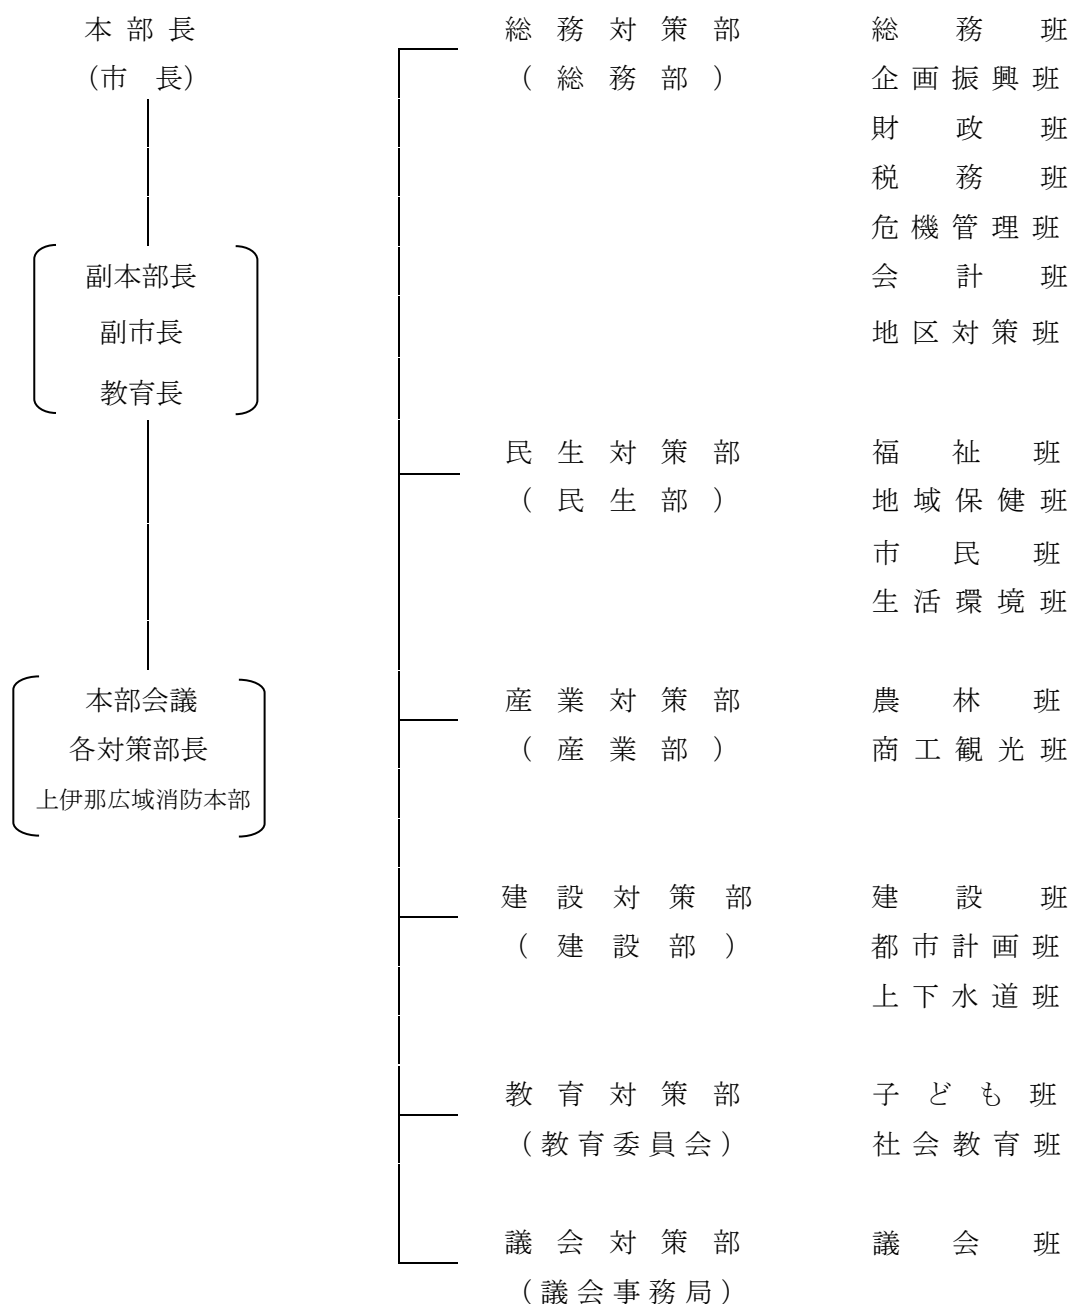 本部長
(市　長)
副本部長
副市長
教育長
本部会議
各対策部長
上伊那広域消防本部
総務対策部
(総務部)
総務班
企画振興班
財政班
税務班
危機管理班
会計班
地区対策班
民生対策部
(民生部)
福祉班
地域保健班
市民班
生活環境班
産業対策部
(産業部)
農林班
商工観光班
建設対策部
(建設部)
建設班
都市計画班
上下水道班
教育対策部
(教育委員会)
子ども班
社会教育班
議会対策部
(議会事務局)
議会班